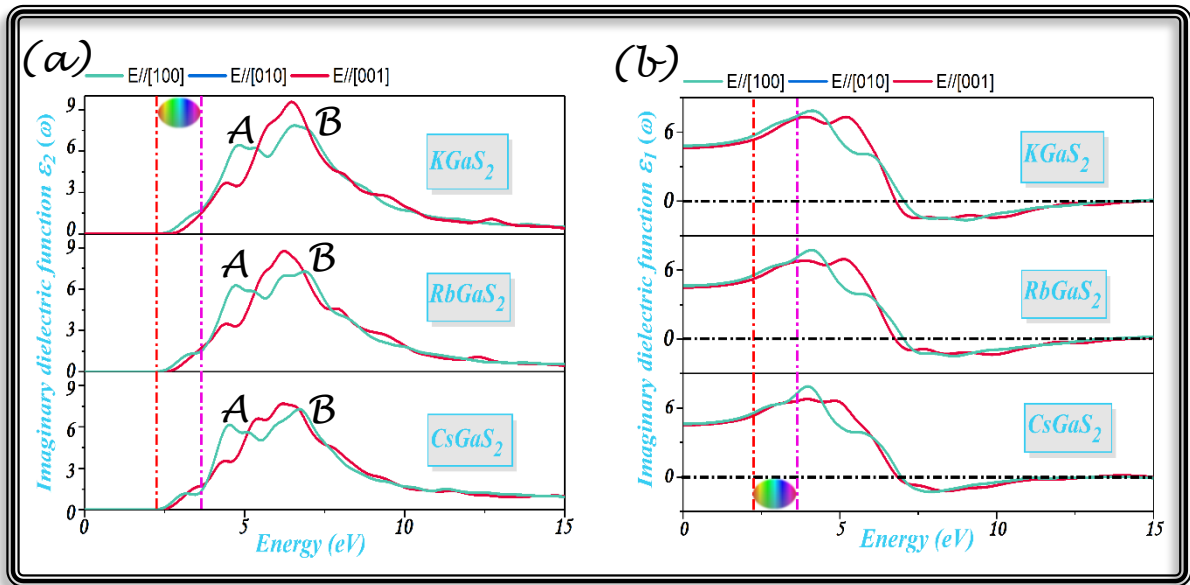 (a)
E//[100] E//[010] E//[001]
Imaginary dielectric function ε2 (ω)
9
6
3
0
A
B
KGaS2
9
6
3
0
A
B
RbGaS2
9
6
3
0
A
B
CsGaS2
0 5 10 15
Energy (eV)
(b)
E//[100] E//[010] E//[001]
Imaginary dielectric function ε1 (ω)
6
0
KGaS2
6
0
RbGaS2
6
0
CsGaS2
0 5 10 15
Energy (eV)